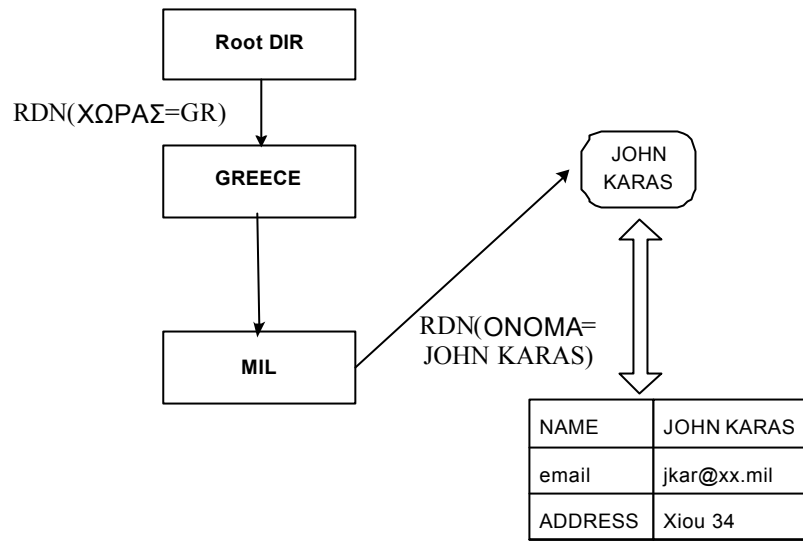 Root DIR
RDN(ΧΩΡΑΣ=GR)
GREECE
JOHN
KARAS
RDN(ΟΝΟΜΑ=
JOHN KARAS)
MIL
NAME JOHN KARAS
email jkar@xx.mil
ADDRESS Xiou 34